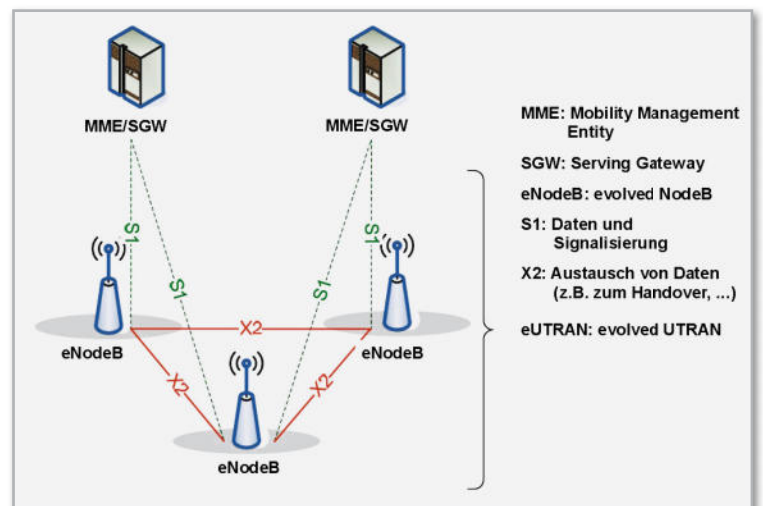 MME/SGW
MME/SGW
MME: Mobility Management
Entity
SGW: Serving Gateway
eNodeB: evolved NodeB
S1: Daten und
Signalisierung
X2: Austausch von Daten
(z.B. zum Handover, ...)
eUTRAN: evolved UTRAN
S1
S1
S1
S1
X2
eNodeB
eNodeB
X2
X2
eNodeB